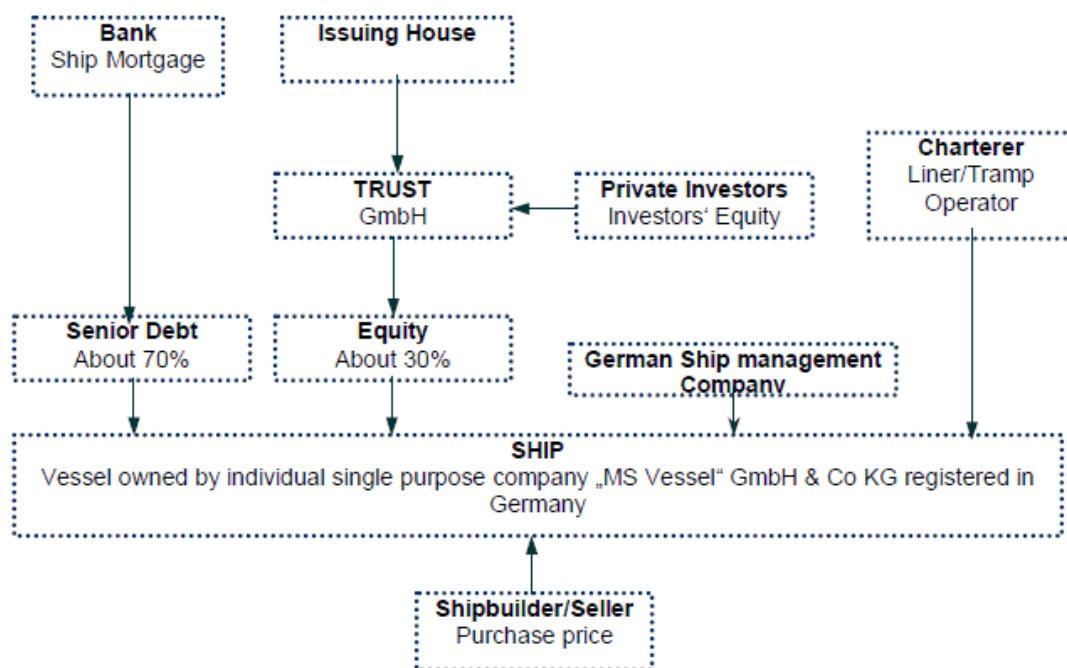 Bank
Ship Mortgage
Issuing House
Charterer
Liner/Tramp
Operator
TRUST
GmbH
Private Investors
Investors‘ Equity
Senior Debt
About 70%
Equity
About 30%
German Ship management
Company
SHIP
Vessel owned by individual single purpose company „MS Vessel“ GmbH & Co KG registered in
Germany
Shipbuilder/Seller
Purchase price